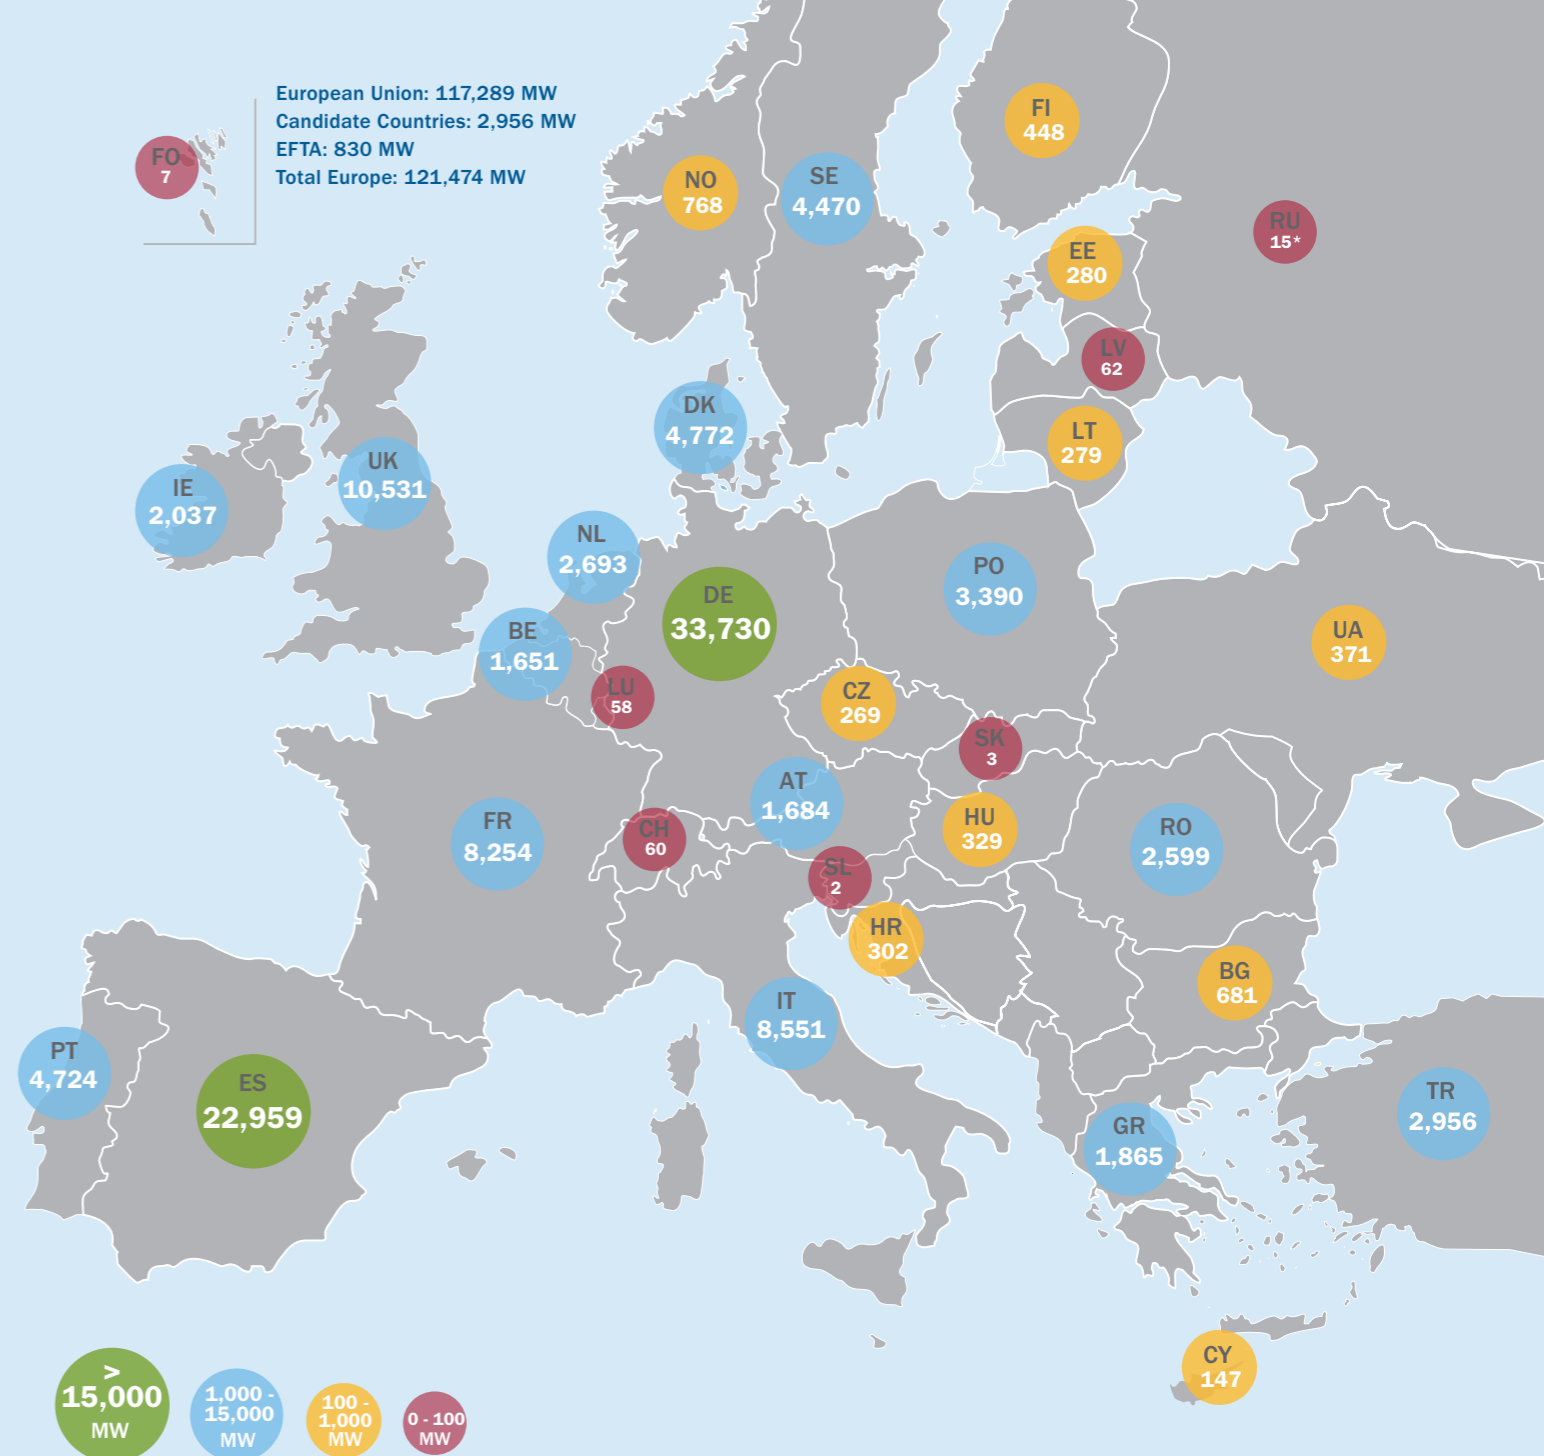 European Union: 117,289 MW
Candidate Countries: 2,956 MW
EFTA: 830 MW
Total Europe: 121,474 MW
FO
7
FI
448
NO
768
SE
4,470
RU
15*
EE
280
LV
62
DK
4,772
LT
279
UK
10,531
IE
2,037
NL
2,693
PO
3,390
DE
33,730
BE
1,651
UA
371
LU
58
CZ
269
SK
3
AT
1,684
FR
8,254
CH
60
HU
329
RO
2,599
SL
2
HR
302
BG
681
IT
8,551
PT
4,724
ES
22,959
TR
2,956
GR
1,865
CY
147
>
15,000
MW
1,000 -
15,000
MW
100 -
1,000
MW
0 - 100
MW